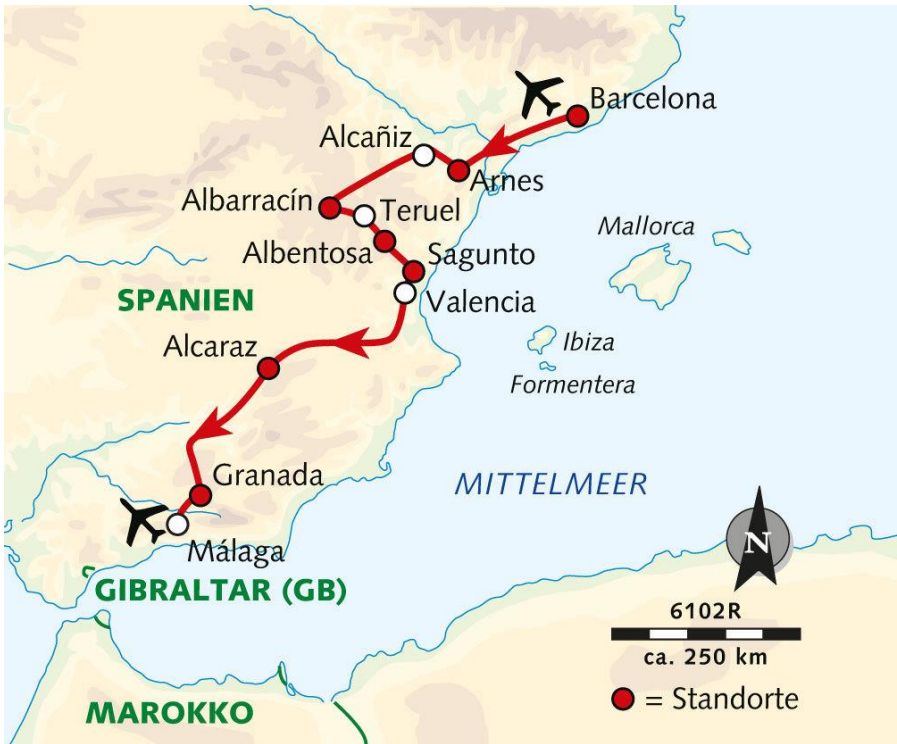 Barcelona
Alcañiz
Arnes
Albarracín
Teruel
Mallorca
Albentosa
Sagunto
SPANIEN
Valencia
Alcaraz
Ibiza
Formentera
Granada
MITTELMEER
Málaga
N
GIBRALTAR (GB)
6102R
ca. 250 km
= Standorte
MAROKKO